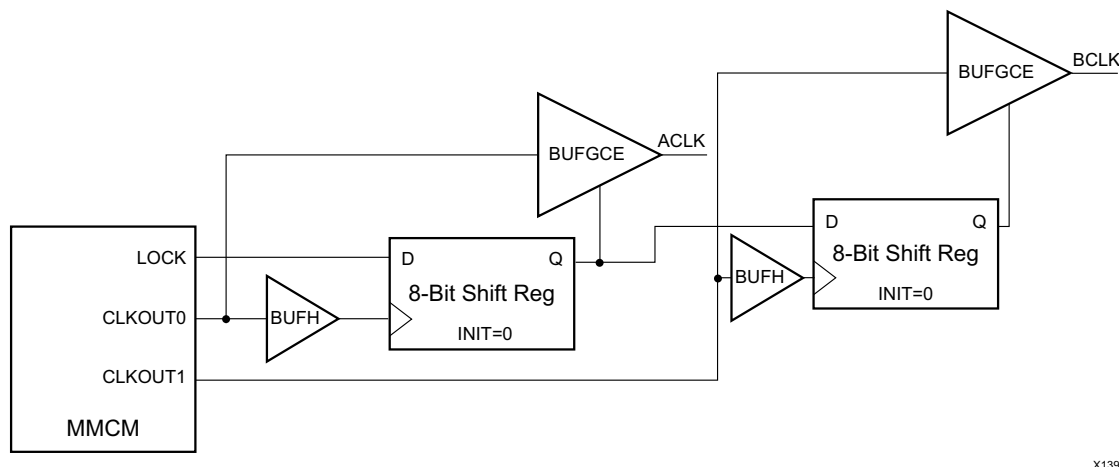 BUFGCE
BCLK
BUFGCE
ACLK
LOCK
D
Q
8-Bit Shift Reg
INIT=0
BUFH
CLKOUT0
CLKOUT1
MMCM
D
Q
8-Bit Shift Reg
INIT=0
BUFH
X139